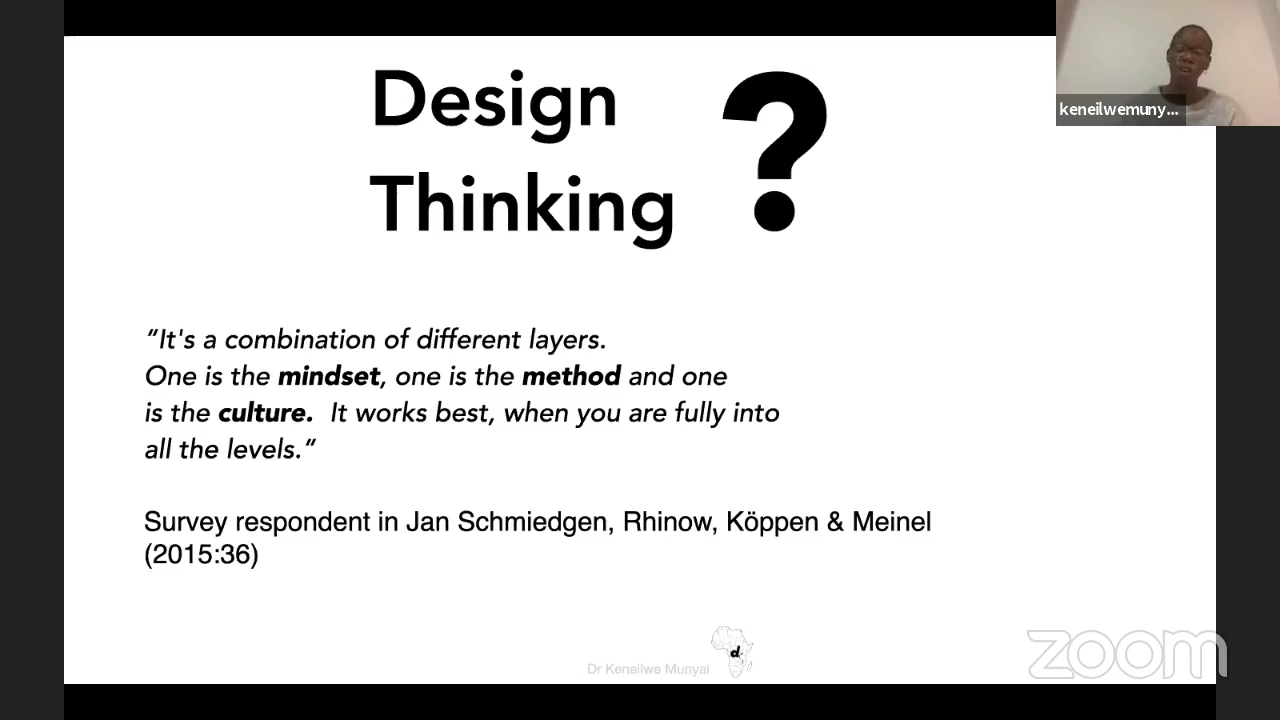 Design
Thinking
?
keneilwemuny...
“It's a combination of different layers.
One is the mindset, one is the method and one
is the culture.  It works best, when you are fully into
all the levels.”
Survey respondent in Jan Schmiedgen, Rhinow, Köppen & Meinel
(2015:36)
d.
Dr Keneilwe Munyai
zoom